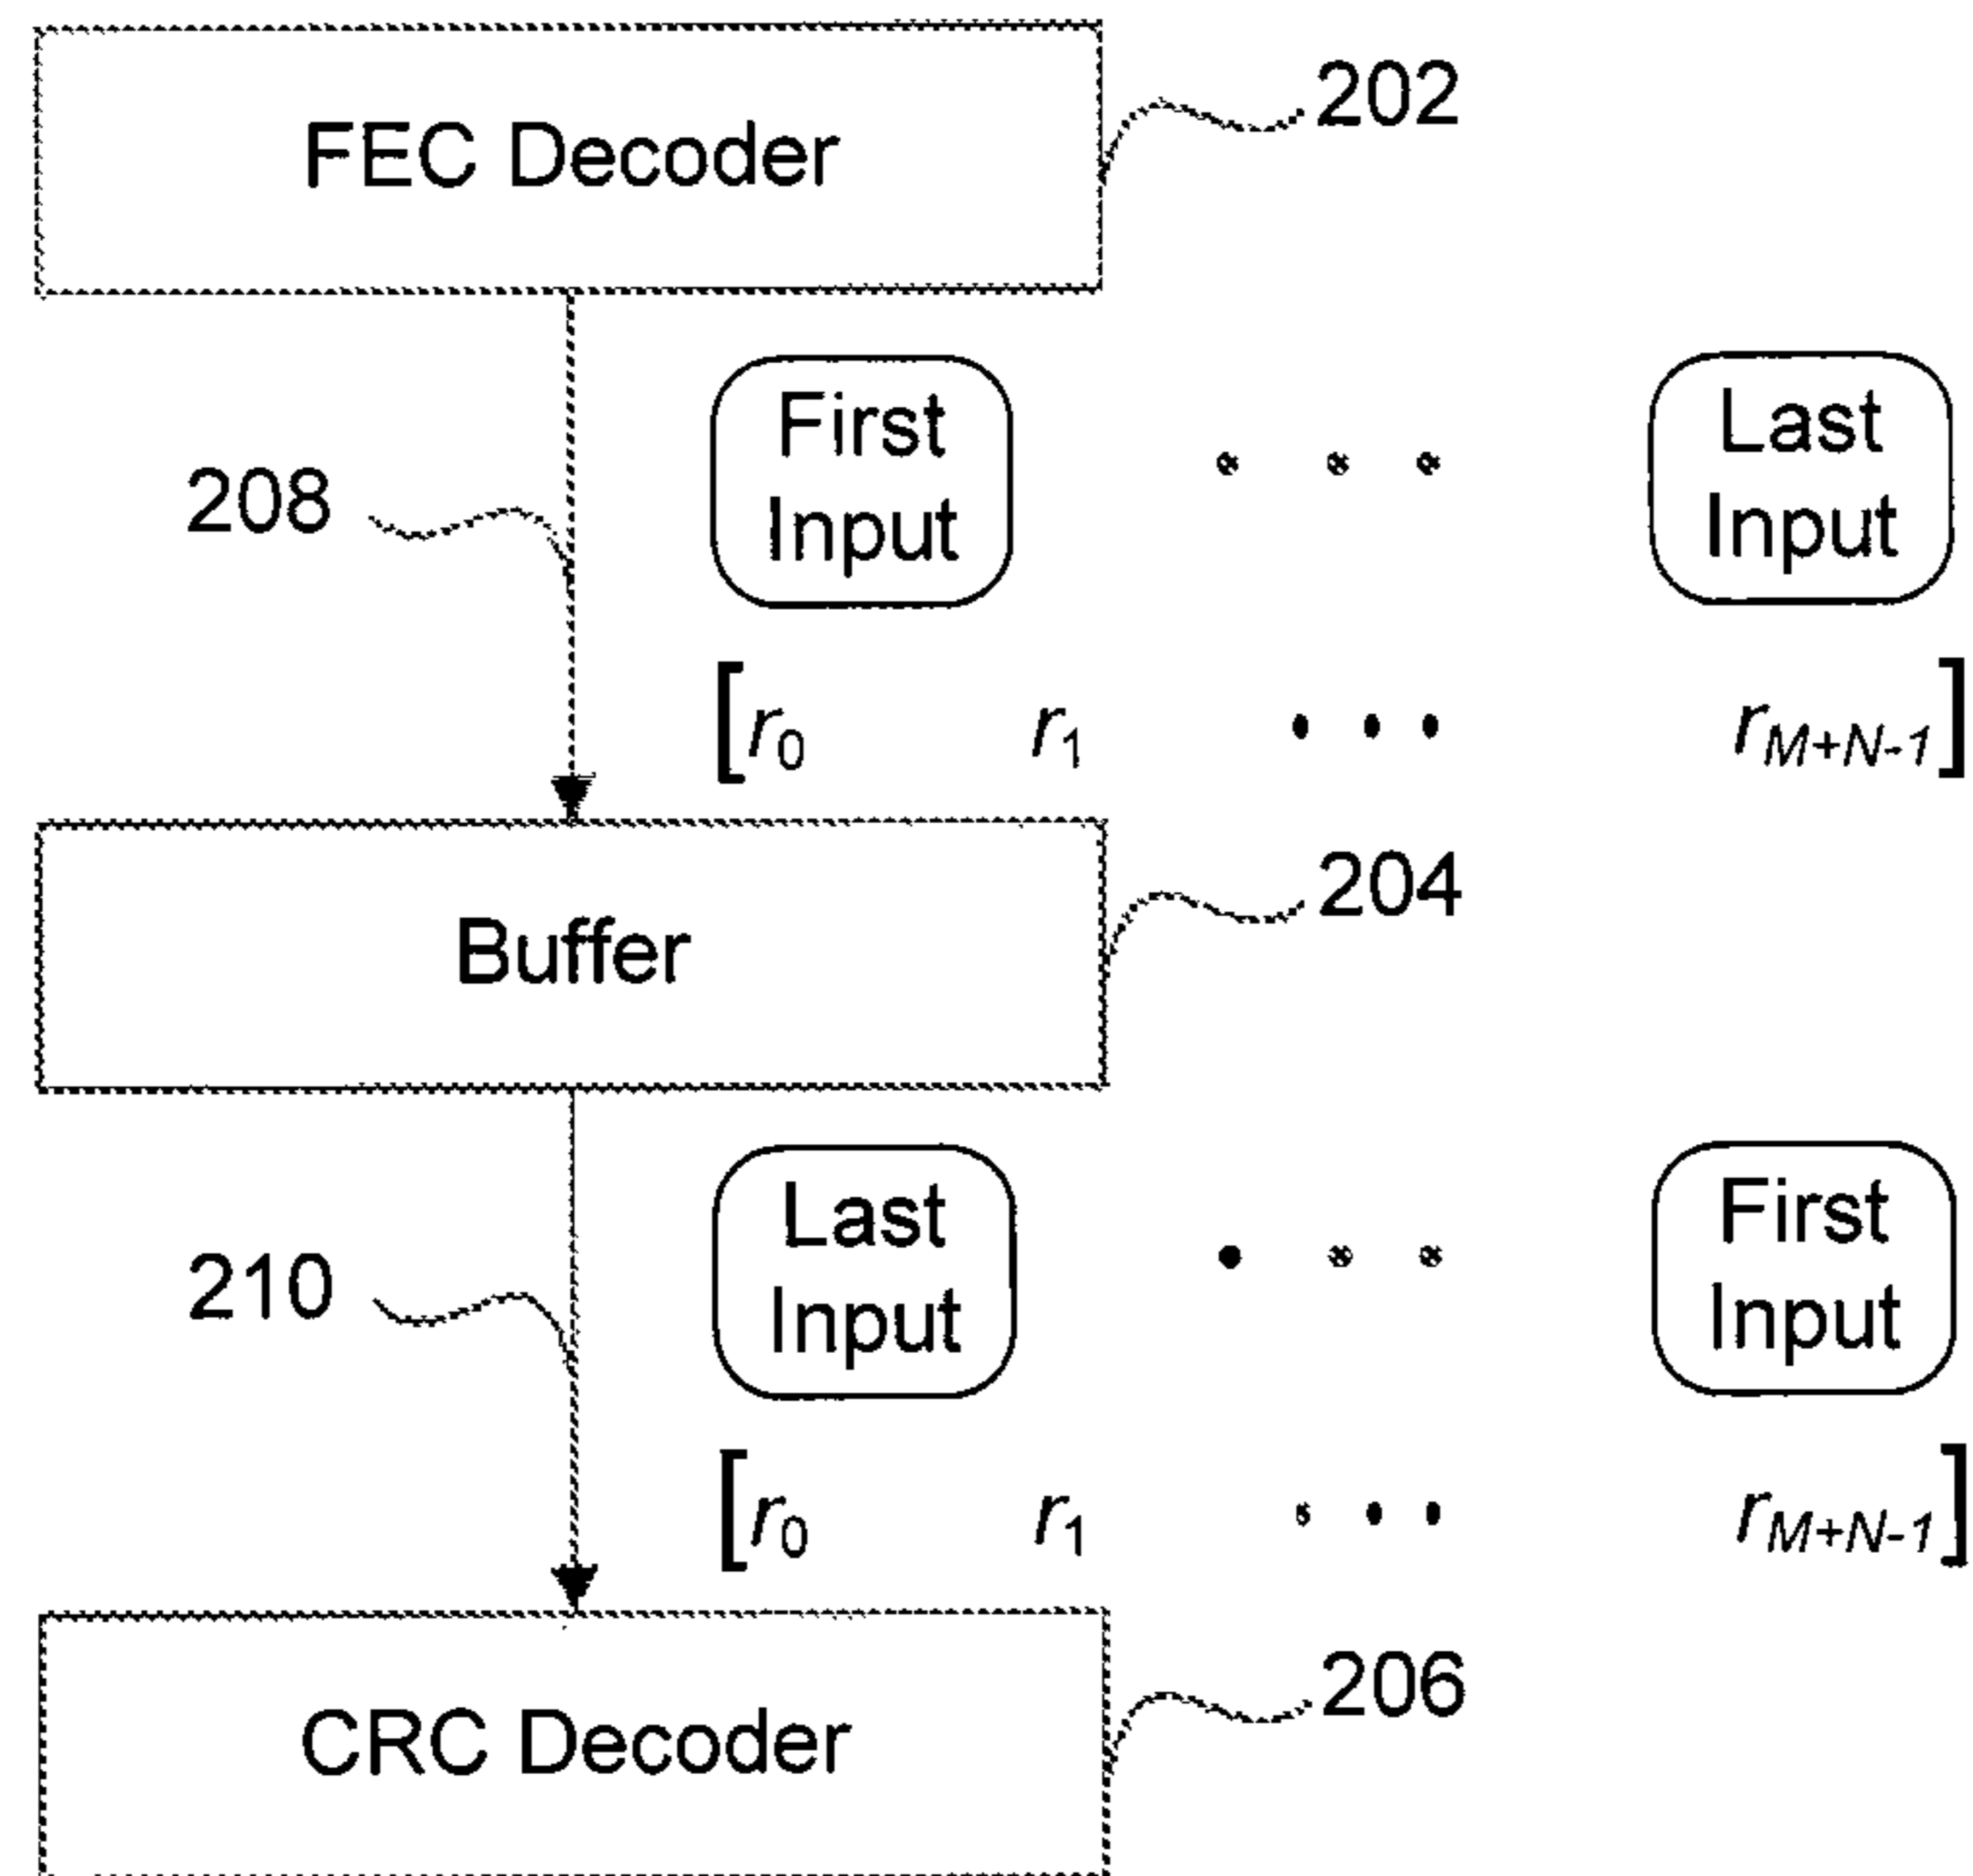 FEC Decoder
202
First Input
• • •
Last Input
208
[r0 r1 • • • rM+N-1]
Buffer
204
Last Input
• • •
First Input
210
[r0 r1 • • • rM+N-1]
CRC Decoder
206